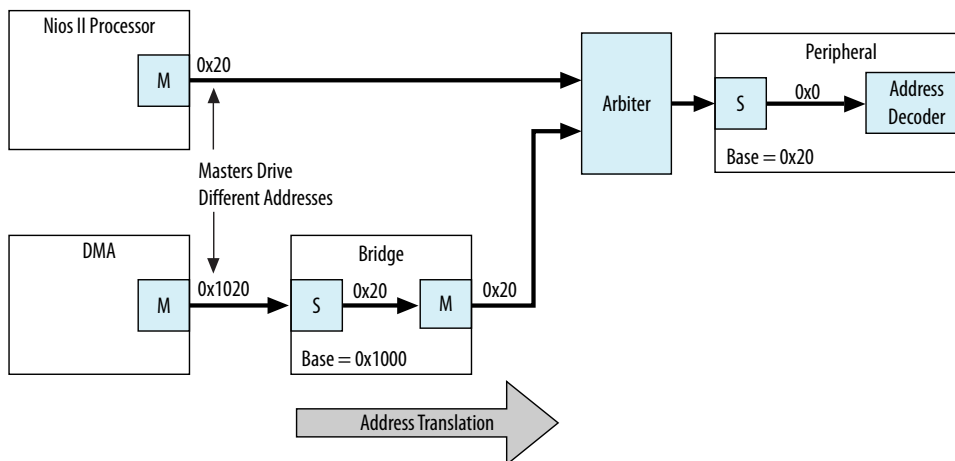 Nios II Processor
M
0x20
Arbiter
Peripheral
S
0x0
Address
Decoder
Base = 0x20
Masters Drive
Different Addresses
DMA
M
0x1020
Bridge
S
0x20
M
0x20
Base = 0x1000
Address Translation